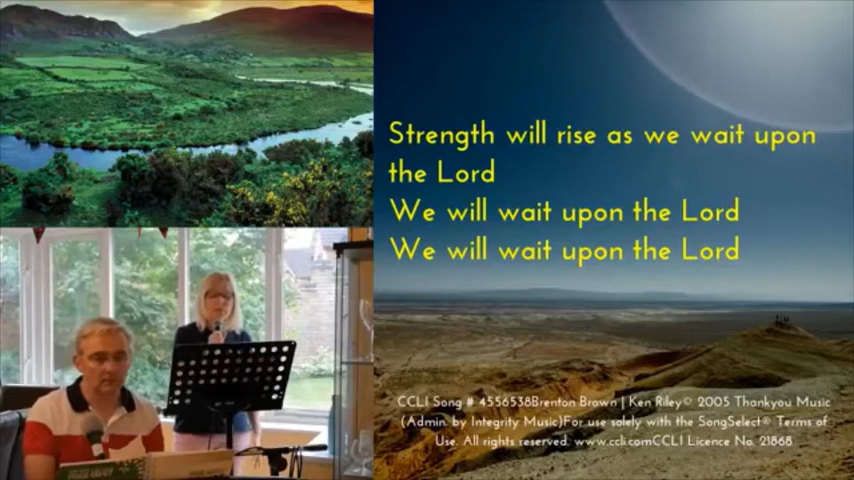 Strength will rise as we wait upon
the Lord
We will wait upon the Lord
We will wait upon the Lord
CCLI Song # 4556538Brenton Brown | Ken Riley© 2005 Thankyou Music
(Admin. by Integrity Music)For use solely with the SongSelect® Terms of
Use. All rights reserved. www.ccli.comCCLI Licence No. 21868